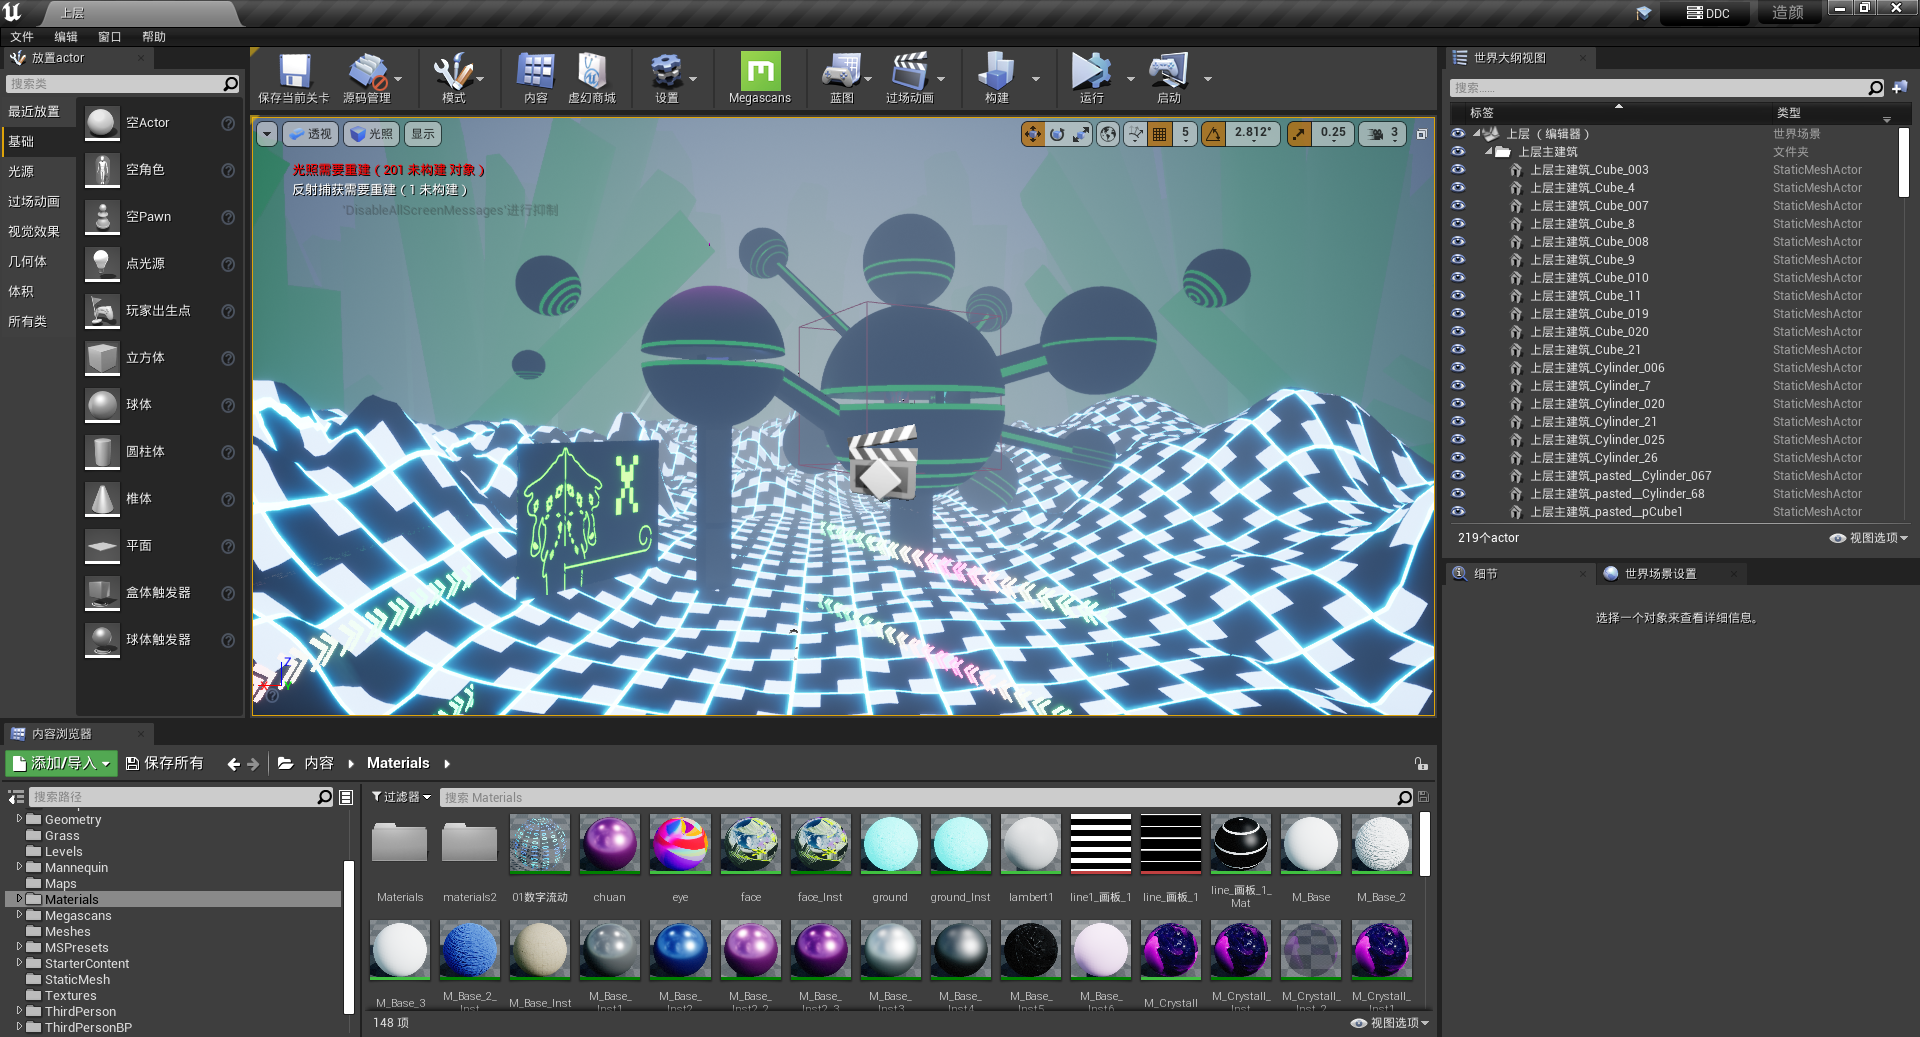 上层
DDC
造颜
文件 编辑 窗口 帮助
放置actor
搜索类
最近放置
基础
光源
过场动画
视觉效果
几何体
体积
所有类
空Actor
空角色
空Pawn
点光源
玩家出生点
立方体
球体
圆柱体
椎体
平面
盒体触发器
球体触发器
保存当前关卡
源码管理
模式
内容
虚幻商城
设置
Megascans
蓝图
过场动画
构建
运行
启动
透视
光照
显示
5
2.812°
0.25
3
光照需要重建（201 未构建 对象）
反射捕获需要重建（1 未构建）
'DisableAllScreenMessages'进行抑制
世界大纲视图
搜索......
标签 类型
上层（编辑器） 世界场景
上层主建筑 文件夹
上层主建筑_Cube_003 StaticMeshActor
上层主建筑_Cube_4 StaticMeshActor
上层主建筑_Cube_007 StaticMeshActor
上层主建筑_Cube_8 StaticMeshActor
上层主建筑_Cube_008 StaticMeshActor
上层主建筑_Cube_9 StaticMeshActor
上层主建筑_Cube_010 StaticMeshActor
上层主建筑_Cube_11 StaticMeshActor
上层主建筑_Cube_019 StaticMeshActor
上层主建筑_Cube_020 StaticMeshActor
上层主建筑_Cube_21 StaticMeshActor
上层主建筑_Cylinder_006 StaticMeshActor
上层主建筑_Cylinder_7 StaticMeshActor
上层主建筑_Cylinder_020 StaticMeshActor
上层主建筑_Cylinder_21 StaticMeshActor
上层主建筑_Cylinder_025 StaticMeshActor
上层主建筑_Cylinder_26 StaticMeshActor
上层主建筑_pasted__Cylinder_067 StaticMeshActor
上层主建筑_pasted__Cylinder_68 StaticMeshActor
上层主建筑_pasted__pCube1 StaticMeshActor
219个actor
视图选项
细节
世界场景设置
选择一个对象来查看详细信息。
内容浏览器
添加/导入
保存所有
内容
Materials
搜索路径
Geometry
Grass
Levels
Mannequin
Maps
Materials
Megascans
Meshes
MSPresets
StarterContent
StaticMesh
Textures
ThirdPerson
ThirdPersonBP
过滤器
搜索 Materials
Materials
materials2
01数字流动
chuan
eye
face
face_Inst
ground
ground_Inst
lambert1
line1_画板_1
line_画板_1
line_画板_1_
Mat
M_Base
M_Base_2
M_Base_3
M_Base_2_
Inst
M_Base_Inst
M_Base_
Inst1
M_Base_
Inst2
M_Base_
Inst2_2
M_Base_
Inst2_3
M_Base_
Inst3
M_Base_
Inst4
M_Base_
Inst5
M_Base_
Inst6
M_Crystall
M_Crystall_
Inst
M_Crystall_
Inst_2
M_Crystall_
Inst1
148 项
视图选项